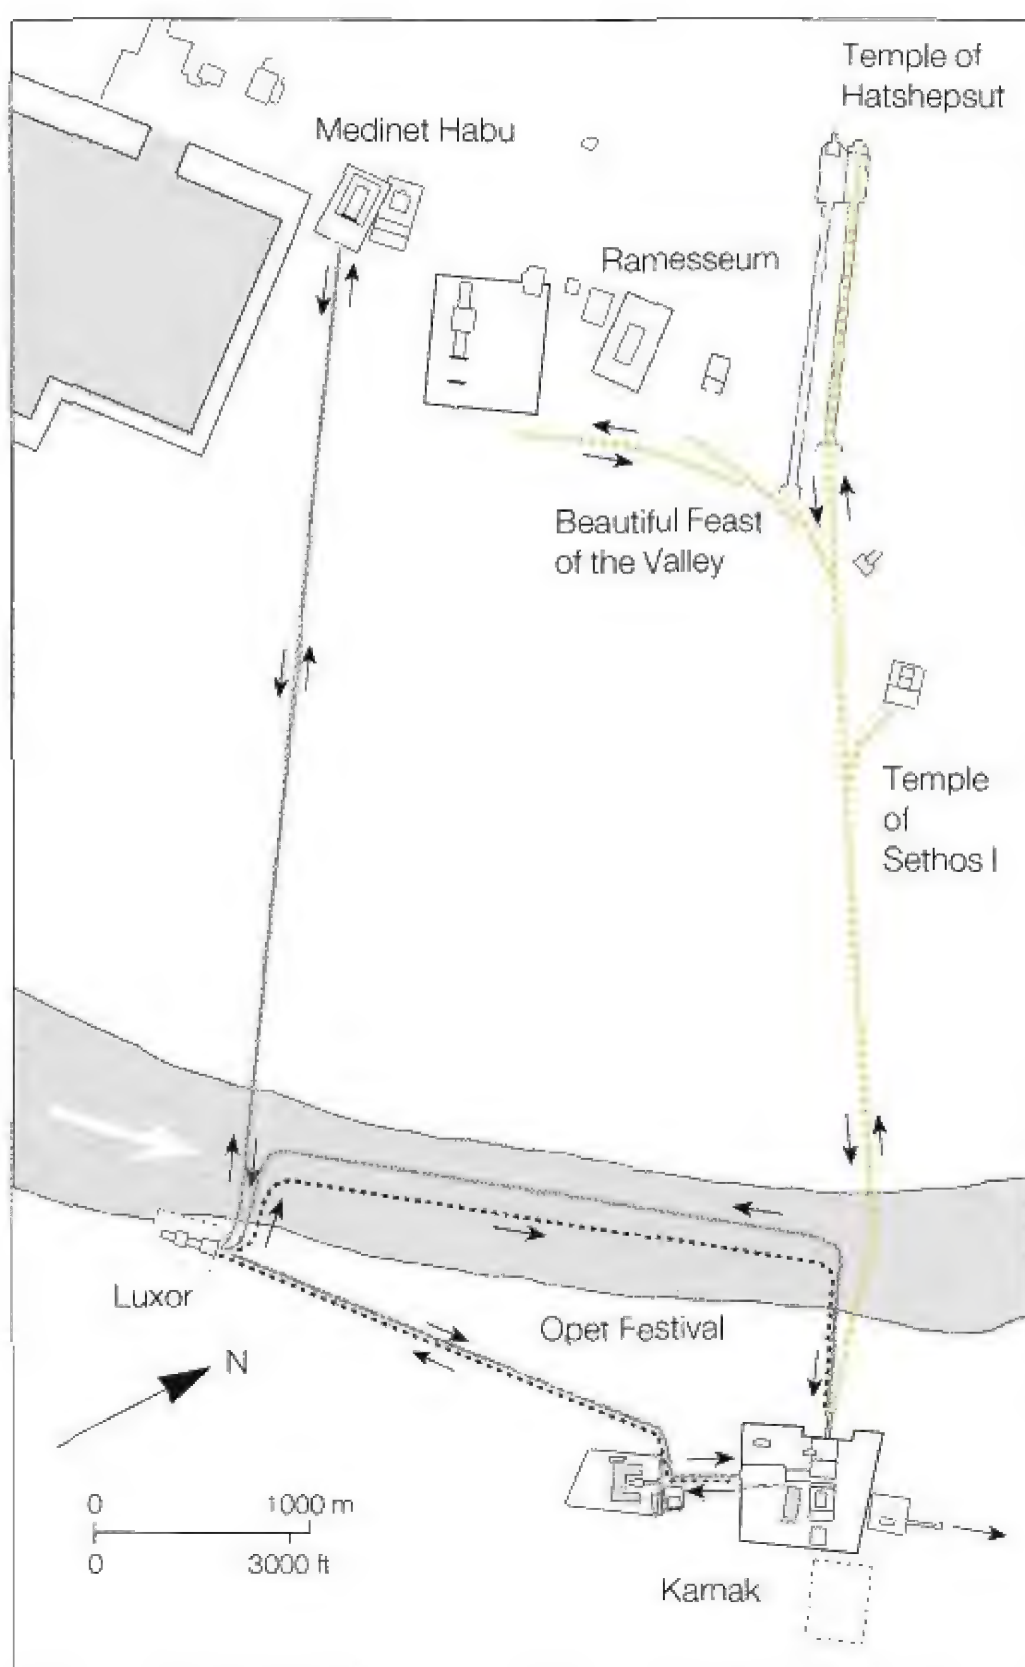 Temple of
Hatshepsut
Medinet Habu
Ramesseum
Beautiful Feast
of the Valley
Temple
of
Sethos I
Luxor
Opet Festival
N
0 1000 m
0 3000 ft
Karnak